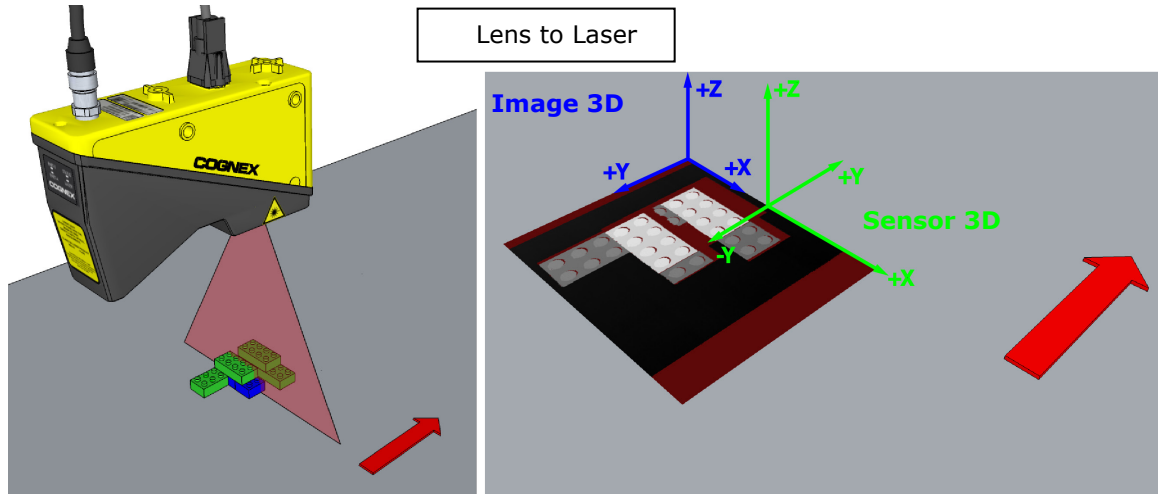 Lens to Laser
COGNEX
COGNEX
Image 3D
+Z
+Y
+X
+Z
+Y
Sensor 3D
-Y
+X